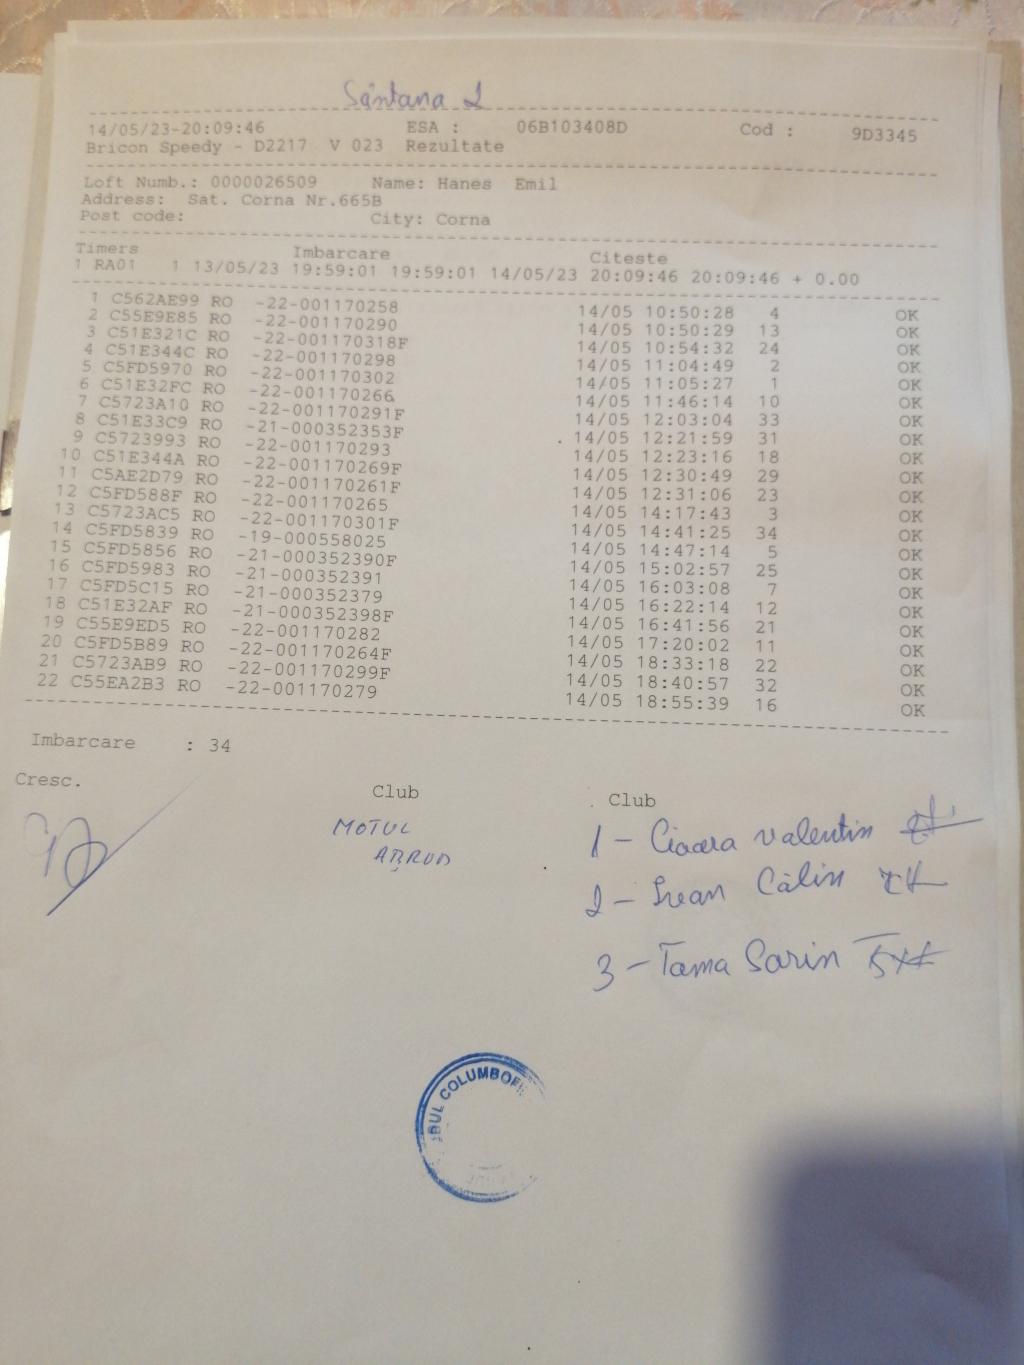 Sântana 2
14/05/23-20:09:46 ESA : 06B103408D Cod : 9D3345
Bricon Speedy - D2217 V 023 Rezultate
Loft Numb.: 0000026509 Name: Hanes Emil
Address: Sat. Corna Nr.665B
Post code: City: Corna
Timers Imbarcare Citeste
1 RA01 1 13/05/23 19:59:01 19:59:01 14/05/23 20:09:46 20:09:46 + 0.00
1 C562AE99 RO -22-001170258 14/05 10:50:28 4 OK
2 C55E9E85 RO -22-001170290 14/05 10:50:29 13 OK
3 C51E321C RO -22-001170318F 14/05 10:54:32 24 OK
4 C51E344C RO -22-001170298 14/05 11:04:49 2 OK
5 C5FD5970 RO -22-001170302 14/05 11:05:27 1 OK
6 C51E32FC RO -22-001170266 14/05 11:46:14 10 OK
7 C5723A10 RO -22-001170291F 14/05 12:03:04 33 OK
8 C51E33C9 RO -21-000352353F 14/05 12:21:59 31 OK
9 C5723993 RO -22-001170293 14/05 12:23:16 18 OK
10 C51E344A RO -22-001170269F 14/05 12:30:49 29 OK
11 C5AE2D79 RO -22-001170261F 14/05 12:31:06 23 OK
12 C5FD588F RO -22-001170265 14/05 14:17:43 3 OK
13 C5723AC5 RO -22-001170301F 14/05 14:41:25 34 OK
14 C5FD5839 RO -19-000558025 14/05 14:47:14 5 OK
15 C5FD5856 RO -21-000352390F 14/05 15:02:57 25 OK
16 C5FD5983 RO -21-000352391 14/05 16:03:08 7 OK
17 C5FD5C15 RO -21-000352379 14/05 16:22:14 12 OK
18 C51E32AF RO -21-000352398F 14/05 16:41:56 21 OK
19 C55E9ED5 RO -22-001170282 14/05 17:20:02 11 OK
20 C5FD5B89 RO -22-001170264F 14/05 18:33:18 22 OK
21 C5723AB9 RO -22-001170299F 14/05 18:40:57 32 OK
22 C55EA2B3 RO -22-001170279 14/05 18:55:39 16 OK
Imbarcare : 34
Cresc. Club Club
MOTUL
ABRUD
1 - Valentin
2 - Călin
3 - Toma Sorin
COLUMBOF